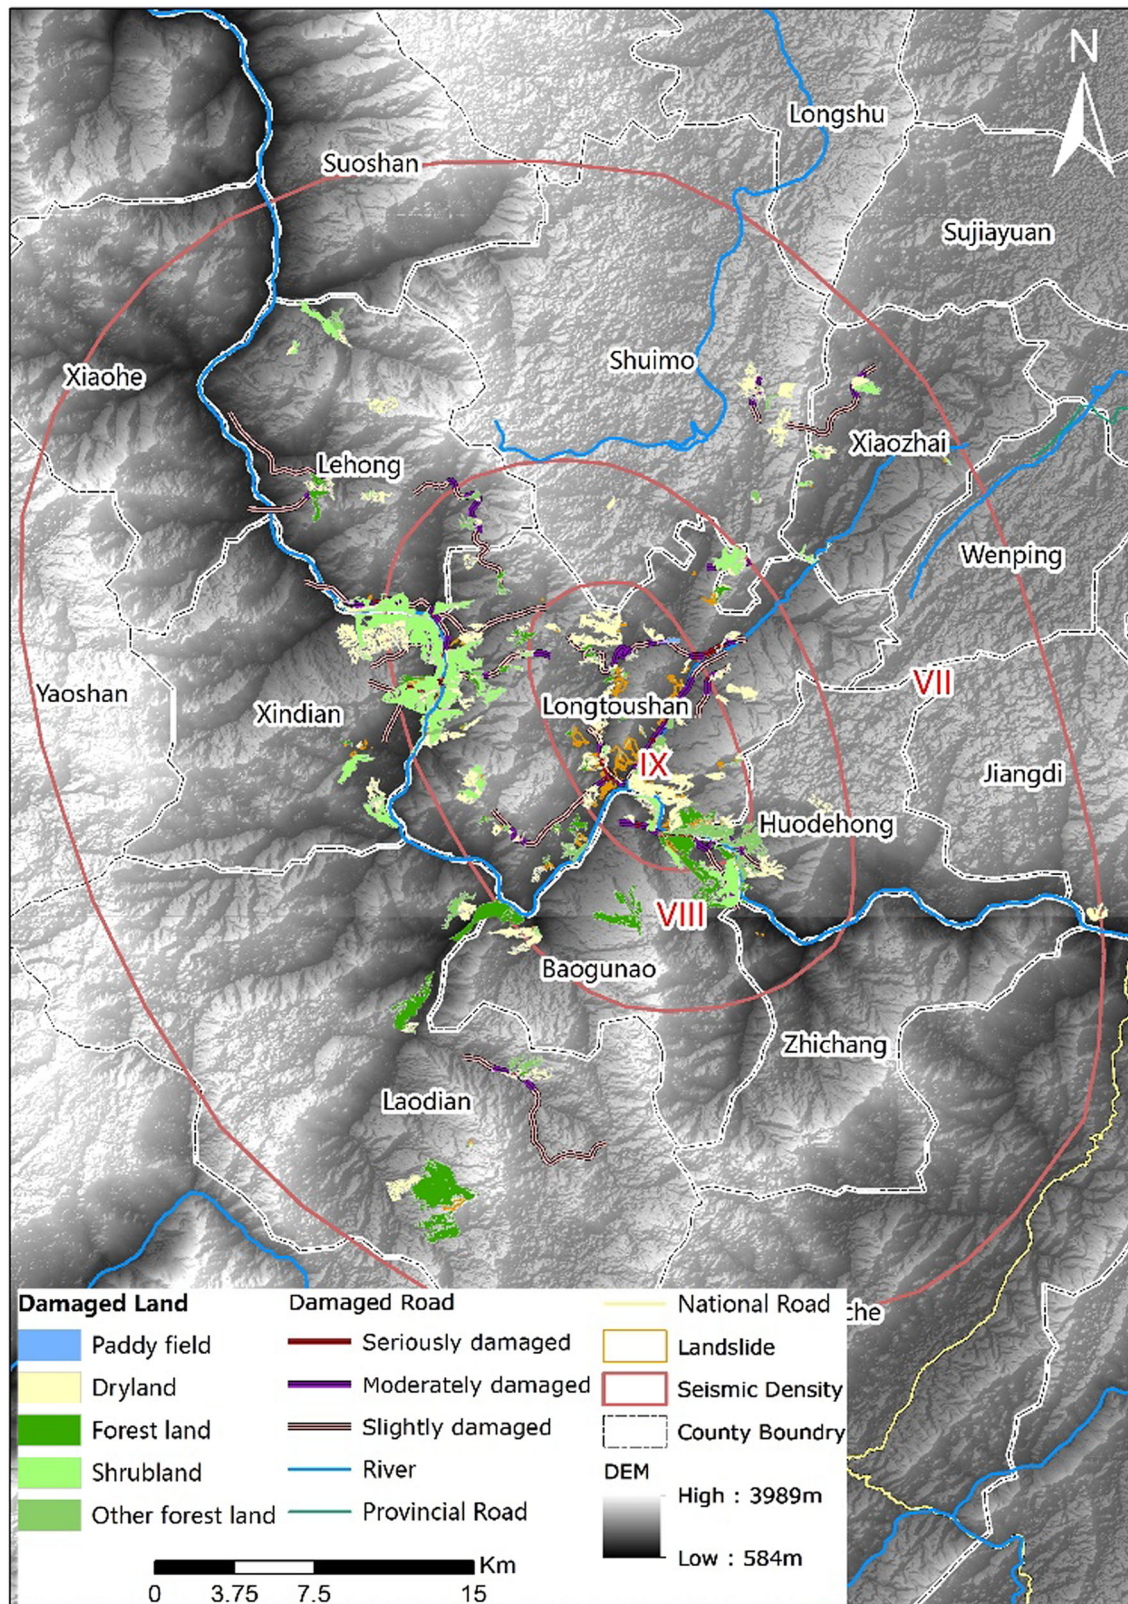 N
Longshu
Suoshan
Sujiayuan
Shuimo
Xiaohe
Xiaozhai
Lehong
Wenping
VII
Yaoshan
Xindian
Longtoushan
IX
Jiangdi
Huodehong
VIII
Baogunao
Zhichang
Laodian
che
Damaged Land
Paddy field
Dryland
Forest land
Shrubland
Other forest land
Damaged Road
Seriously damaged
Moderately damaged
Slightly damaged
River
Provincial Road
National Road
Landslide
Seismic Density
County Boundry
DEM
High : 3989m
Low : 584m
Km
0 3.75 7.5 15